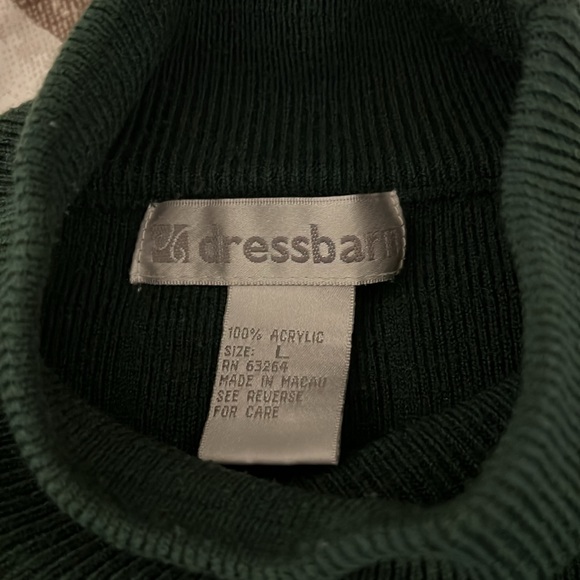 dressbarn
100% ACRYLIC
SIZE: L
RN 63264
MADE IN MACAU
SEE REVERSE
FOR CARE